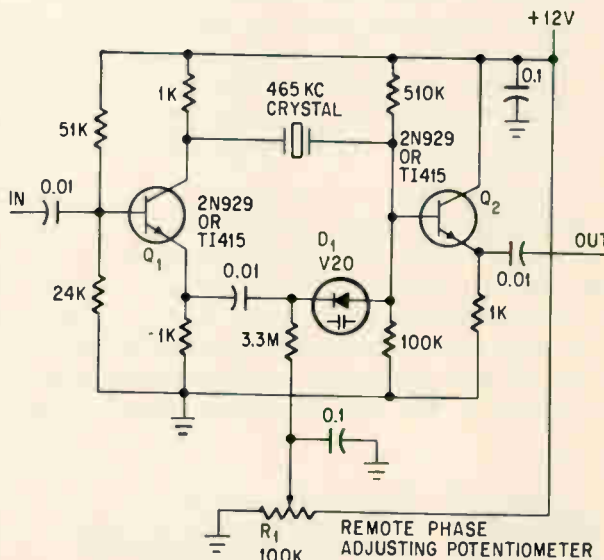 +12V
0.1
1K
465 KC
CRYSTAL
510K
51K
2N929
OR
TI415
Q2
IN
0.01
2N929
OR
TI415
Q1
D1
V20
0.01
OUT
0.01
24K
1K
3.3M
100K
1K
0.1
R1
100K
REMOTE PHASE
ADJUSTING POTENTIOMETER